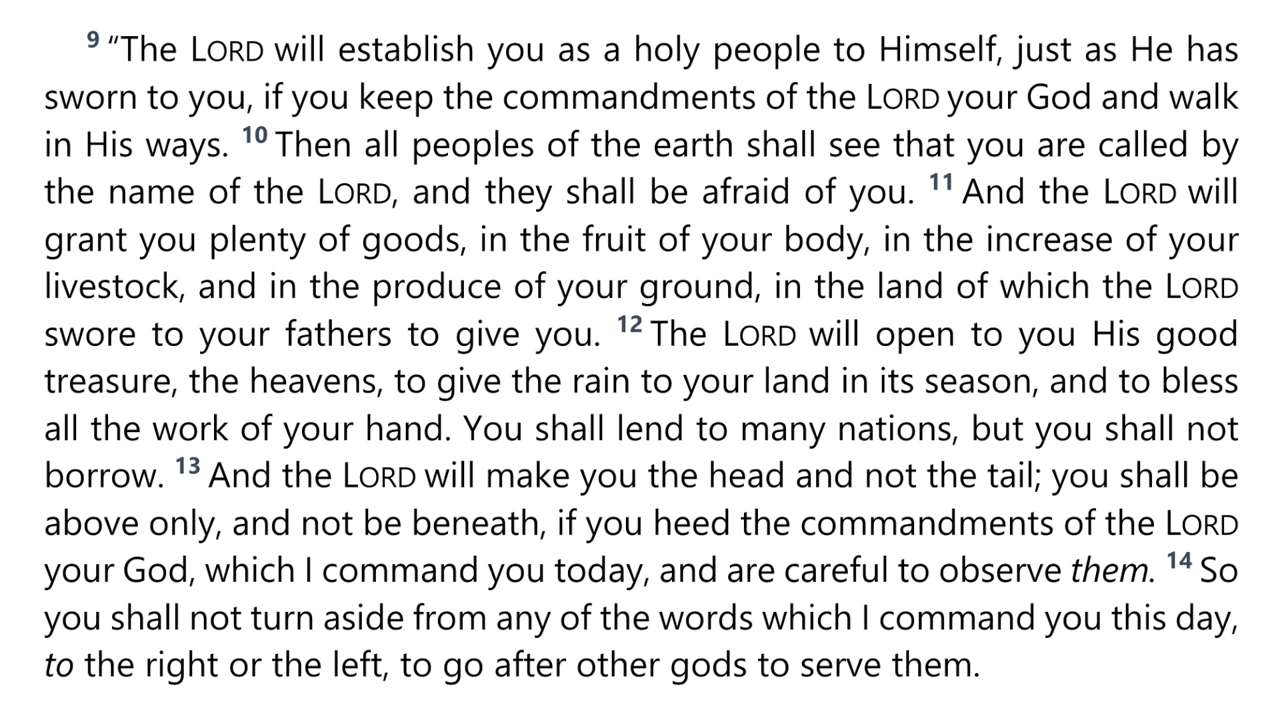 9 “The LORD will establish you as a holy people to Himself, just as He has
sworn to you, if you keep the commandments of the LORD your God and walk
in His ways. 10 Then all peoples of the earth shall see that you are called by
the name of the LORD, and they shall be afraid of you. 11 And the LORD will
grant you plenty of goods, in the fruit of your body, in the increase of your
livestock, and in the produce of your ground, in the land of which the LORD
swore to your fathers to give you. 12 The LORD will open to you His good
treasure, the heavens, to give the rain to your land in its season, and to bless
all the work of your hand. You shall lend to many nations, but you shall not
borrow. 13 And the LORD will make you the head and not the tail; you shall be
above only, and not be beneath, if you heed the commandments of the LORD
your God, which I command you today, and are careful to observe them. 14 So
you shall not turn aside from any of the words which I command you this day,
to the right or the left, to go after other gods to serve them.